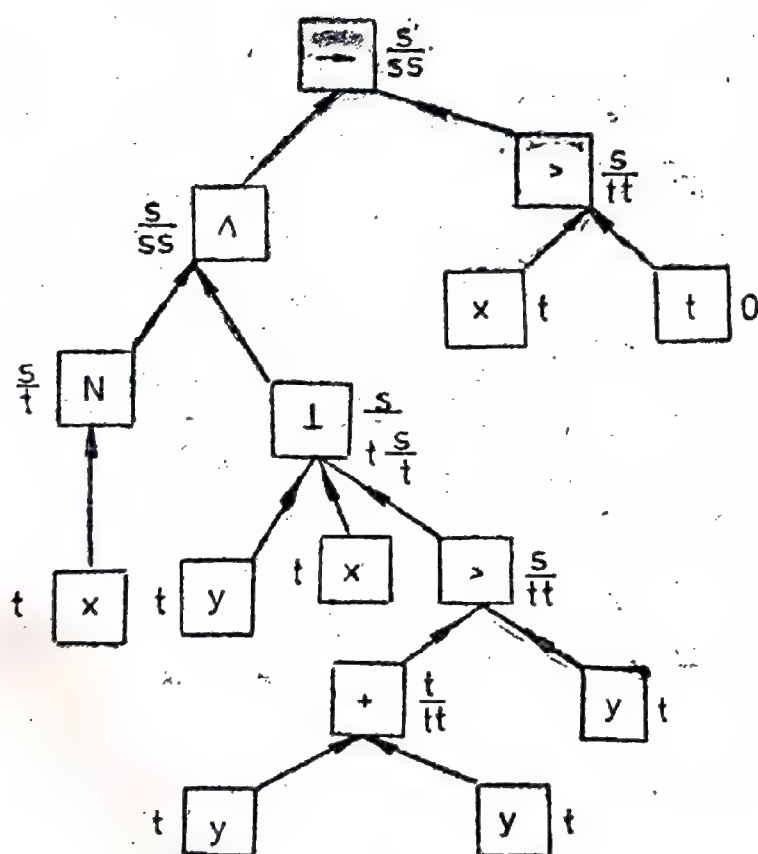 → s/ss
> s/tt
s/ss ∧
x t
t 0
s/t N
⊥ s/t s/t
t x
t y
t x
> s/tt
+ t/tt
y t
t y
y t